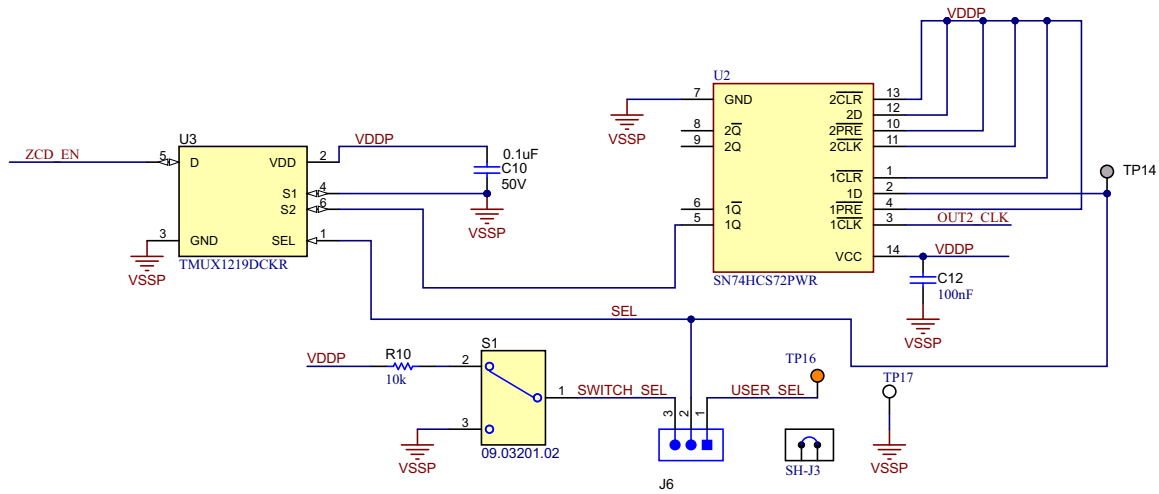 VDDP
U2
7
GND
2CLR
13
2D
12
VSSP
8
2Q
2PRE
10
9
2Q
2CLK
11
U3
VDDP
0.1uF
C10
50V
ZCD_EN
5
D
VDD
2
S1
4
S2
6
3
GND
SEL
1
VSSP
VSSP
TMUX1219DCKR
1CLR
1
1D
2
TP14
6
1Q
1PRE
4
5
1Q
1CLK
3
OUT2_CLK
VCC
14
VDDP
SN74HCS72PWR
C12
100nF
VSSP
SEL
S1
VDDP
R10
10k
2
1
SWITCH_SEL
3
VSSP
09.03201.02
TP16
USER_SEL
3
2
1
J6
SH-J3
TP17
VSSP